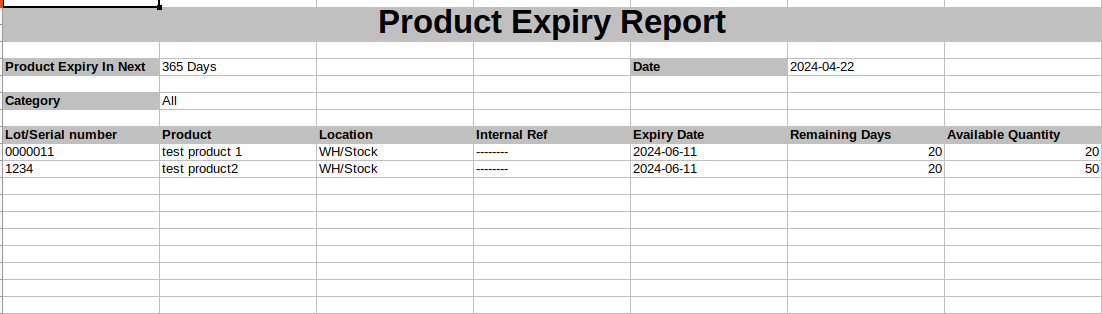 Product Expiry Report
Product Expiry In Next 365 Days Date 2024-04-22
Category All
Lot/Serial number Product Location Internal Ref Expiry Date Remaining Days Available Quantity
0000011 test product 1 WH/Stock -------- 2024-06-11 20 20
1234 test product2 WH/Stock -------- 2024-06-11 20 50